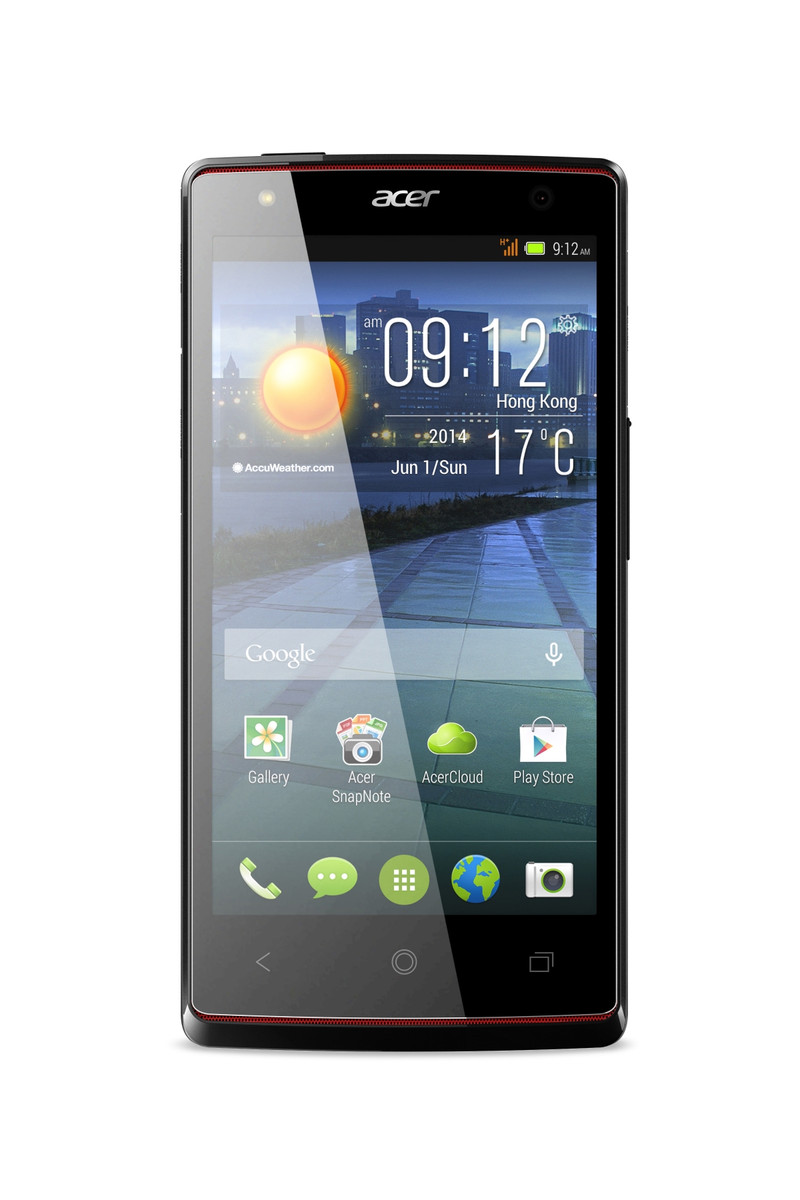 acer
H+
9:12 AM
am 09:12
Hong Kong
2014
Jun 1/Sun
17°C
AccuWeather.com
Google
Gallery
Acer
SnapNote
AcerCloud
Play Store